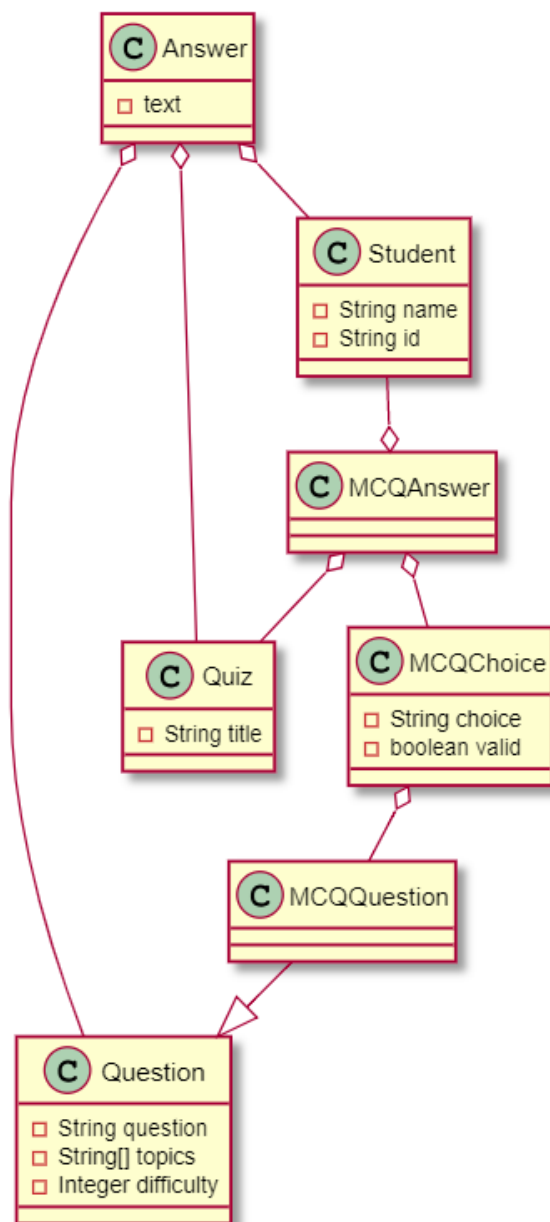 C Answer
text
C Student
String name
String id
C MCQAnswer
C Quiz
String title
C MCQChoice
String choice
boolean valid
C MCQQuestion
C Question
String question
String[] topics
Integer difficulty